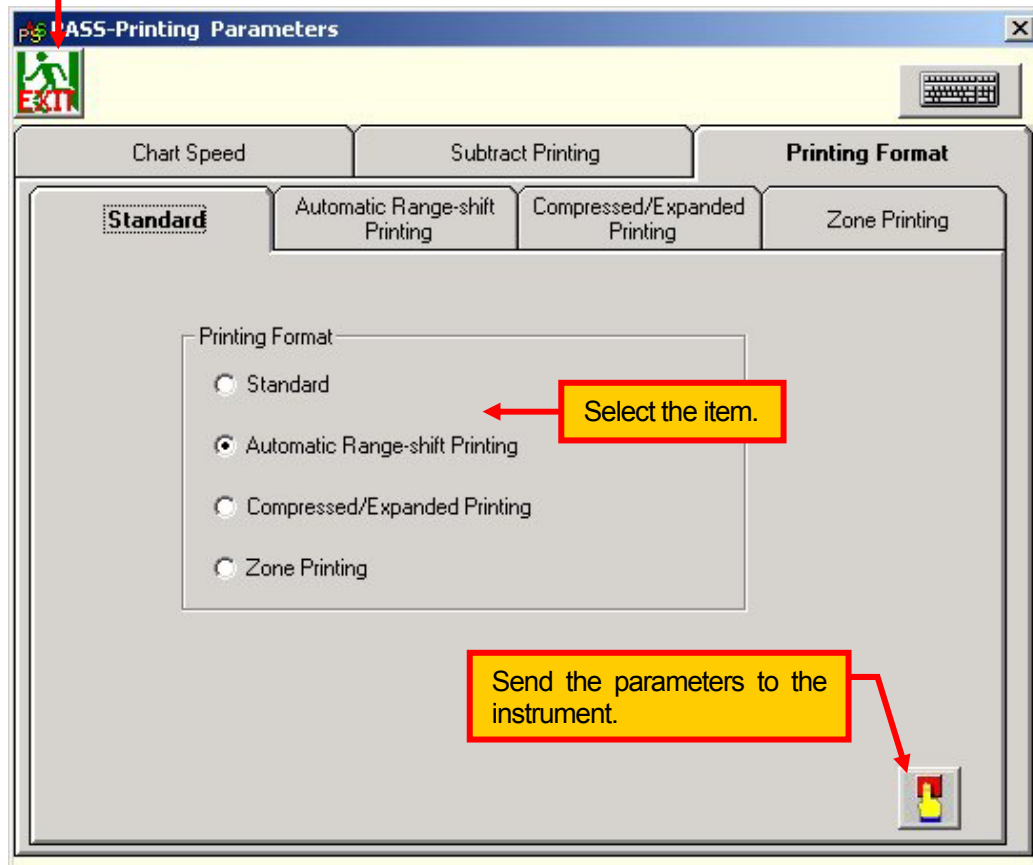 PASS PASS-Printing Parameters
EXIT
Chart Speed
Subtract Printing
Printing Format
Standard
Automatic Range-shift
Printing
Compressed/Expanded
Printing
Zone Printing
Printing Format
Standard
Select the item.
Automatic Range-shift Printing
Compressed/Expanded Printing
Zone Printing
Send the parameters to the
instrument.